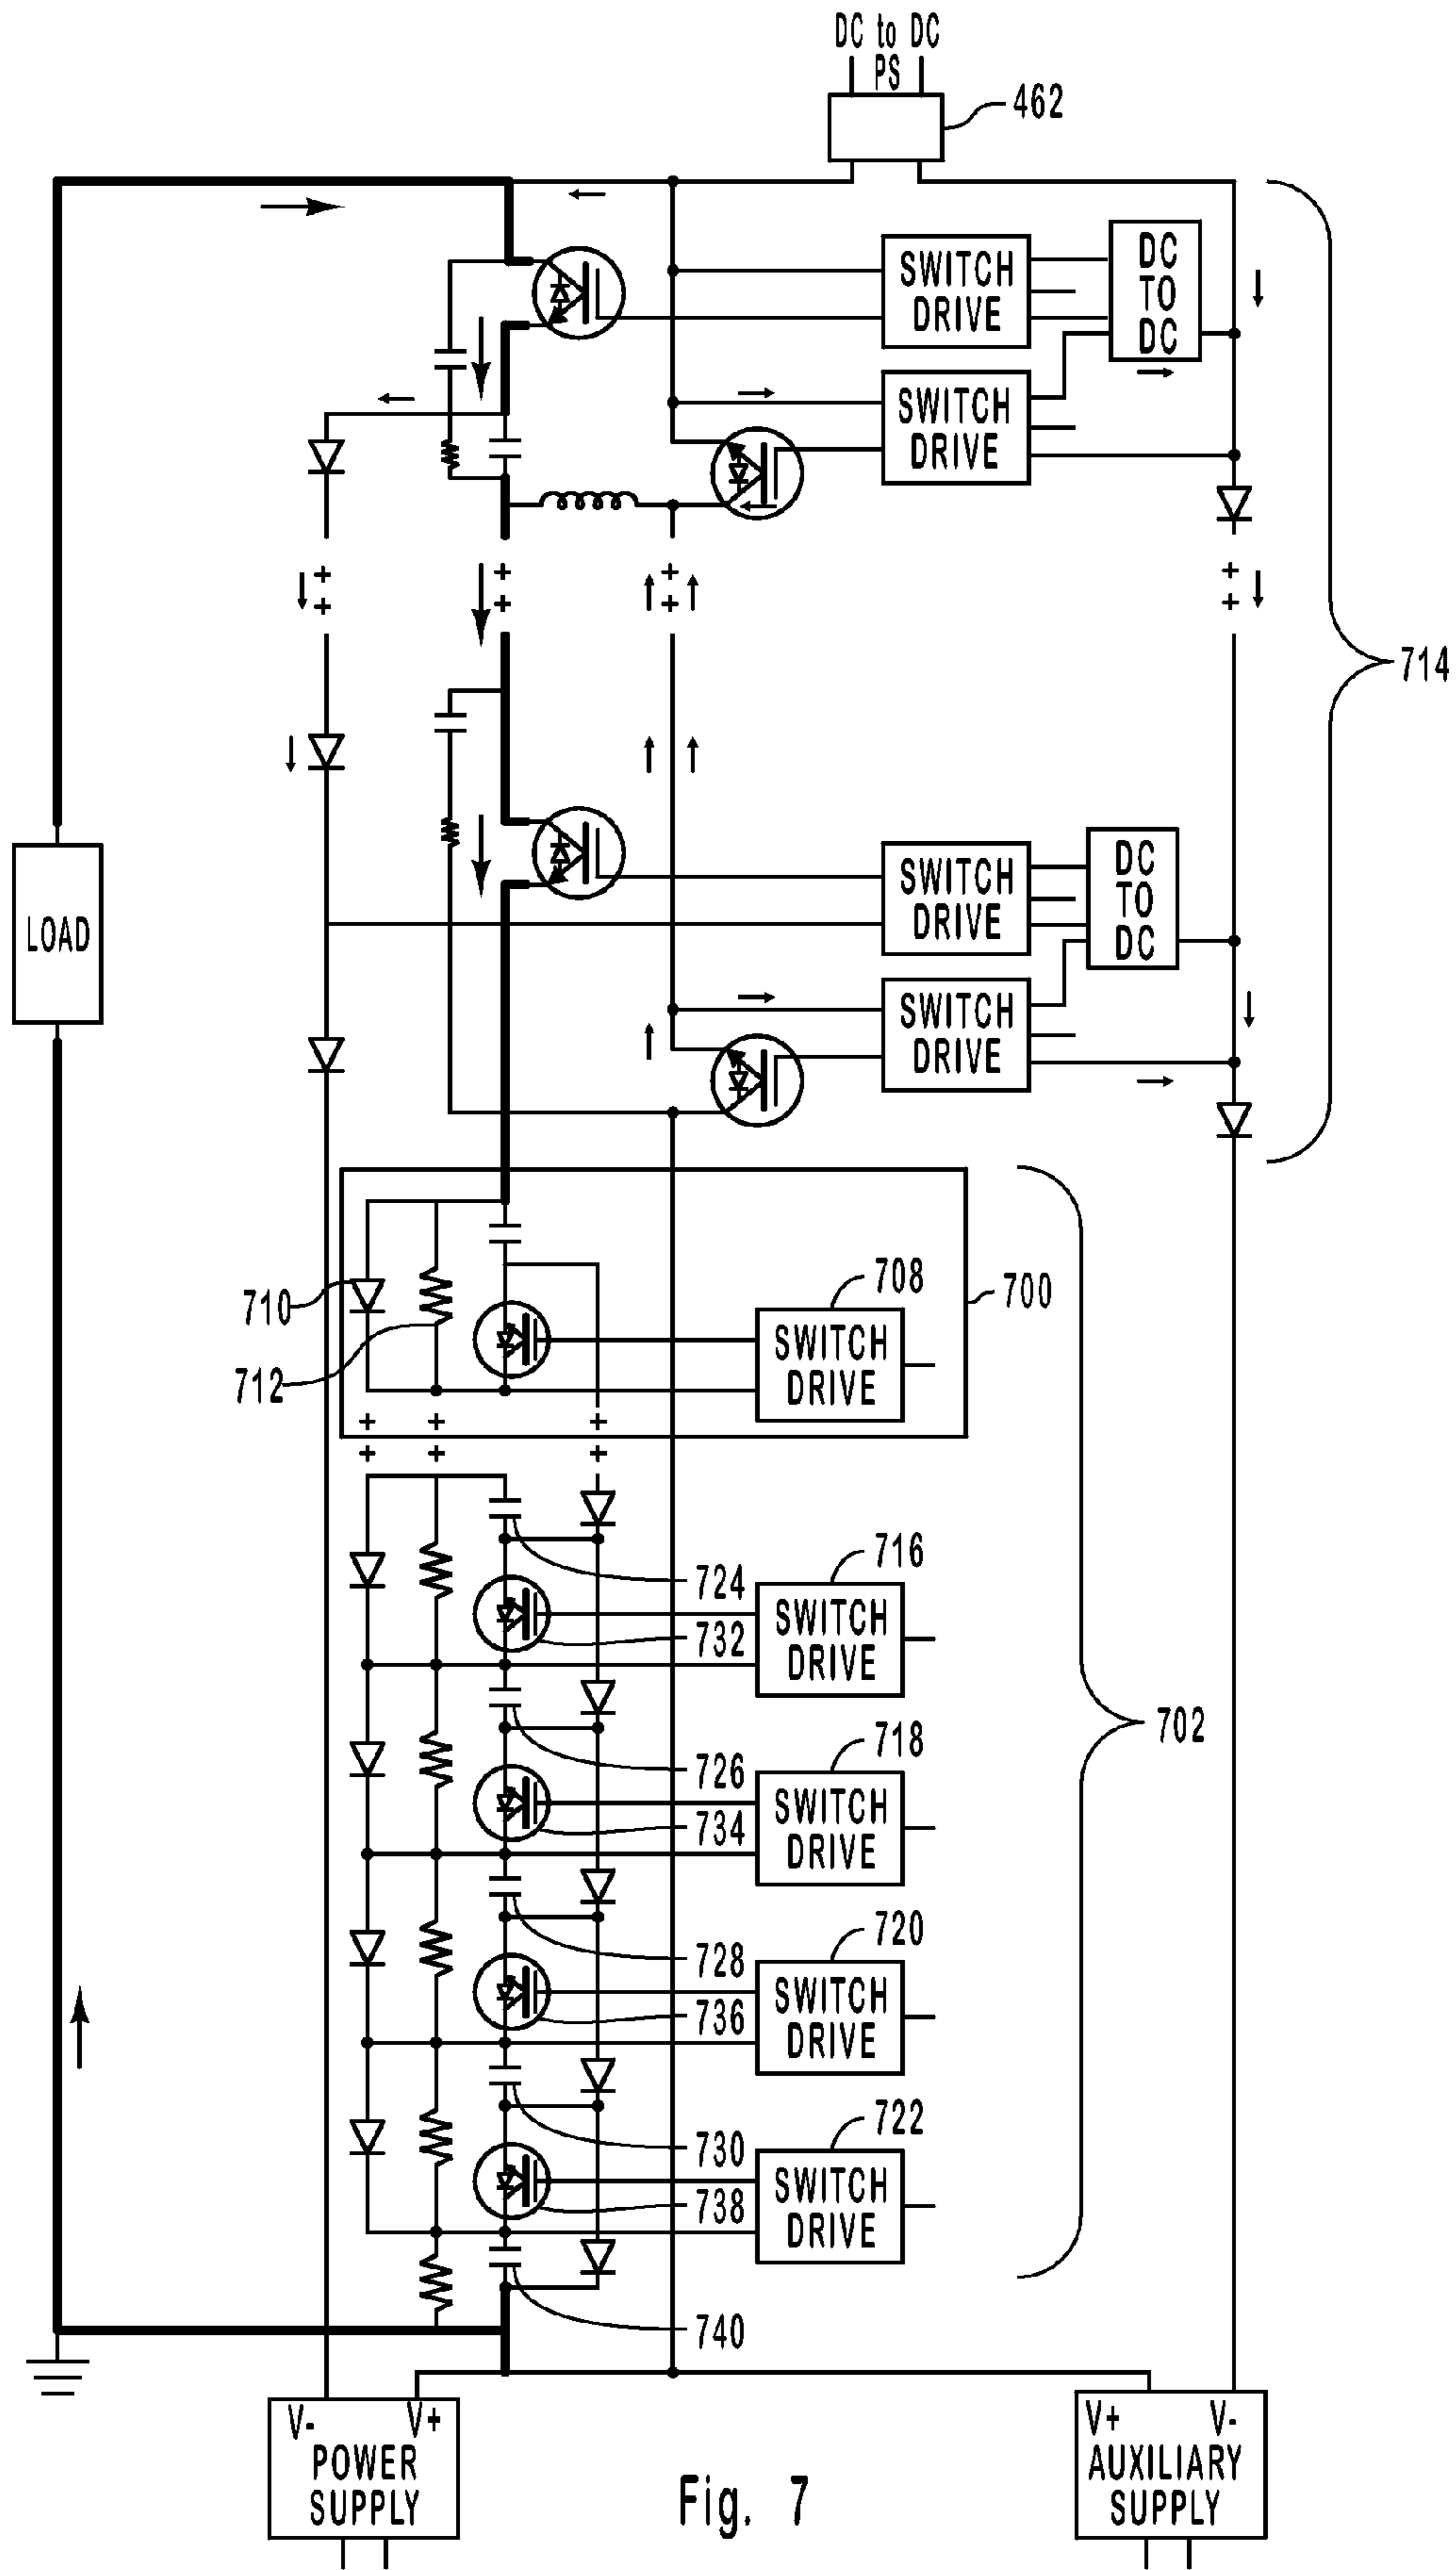 DC to DC
PS
462
SWITCH
DRIVE
DC
TO
DC
SWITCH
DRIVE
+ + + +
+ + + +
714
LOAD
SWITCH
DRIVE
DC
TO
DC
SWITCH
DRIVE
708
700
710
SWITCH
DRIVE
712
+ + +
+ + +
716
724
SWITCH
DRIVE
732
702
718
726
SWITCH
DRIVE
734
720
728
SWITCH
DRIVE
736
722
730
SWITCH
DRIVE
738
740
V- V+
POWER
SUPPLY
V+ V-
AUXILIARY
SUPPLY
Fig. 7